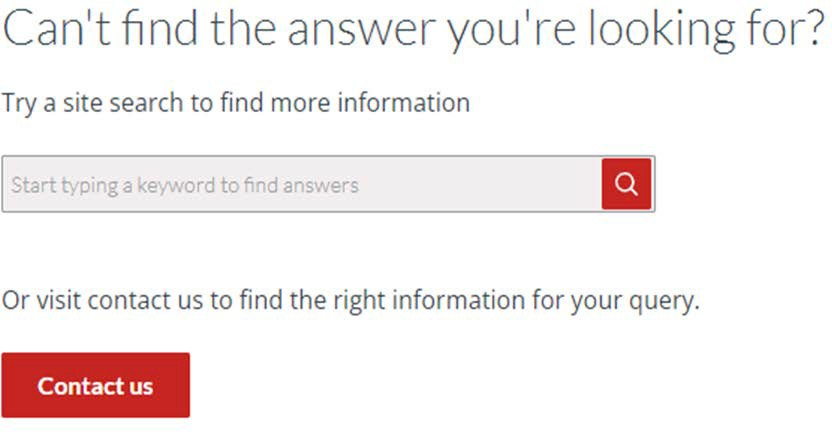 Can't find the answer you're looking for?
Try a site search to find more information
Start typing a keyword to find answers
Or visit contact us to find the right information for your query.
Contact us